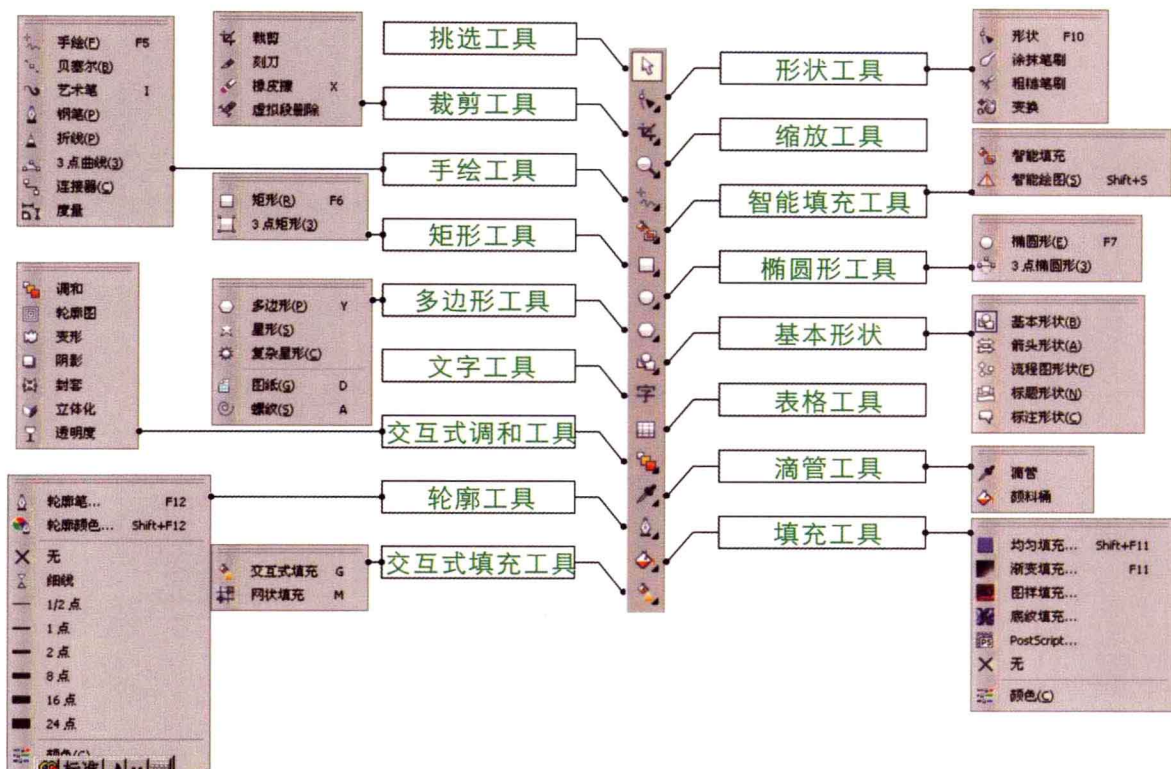 手绘(F) F5
贝塞尔(B)
艺术笔 I
钢笔(P)
折线(P)
3 点曲线(3)
连接器(C)
度量
裁剪
刻刀
橡皮擦 X
虚拟段删除
矩形(R) F6
3 点矩形(3)
调和
轮廓图
变形
阴影
封套
立体化
透明度
多边形(P) Y
星形(S)
复杂星形(C)
图纸(G) D
螺纹(S) A
轮廓笔... F12
轮廓颜色... Shift+F12
无
细线
1/2 点
1 点
2 点
8 点
16 点
24 点
颜色(C)
标准
交互式填充 G
网状填充 M
挑选工具
裁剪工具
手绘工具
矩形工具
多边形工具
文字工具
交互式调和工具
轮廓工具
交互式填充工具
字
形状工具
缩放工具
智能填充工具
椭圆形工具
基本形状
表格工具
滴管工具
填充工具
形状 F10
涂抹笔刷
粗糙笔刷
变换
智能填充
智能绘图(S) Shift+S
椭圆形(E) F7
3 点椭圆形(3)
基本形状(B)
箭头形状(A)
流程图形状(F)
标题形状(N)
标注形状(C)
滴管
颜料桶
均匀填充... Shift+F11
渐变填充... F11
图样填充...
底纹填充...
PostScript...
无
颜色(C)